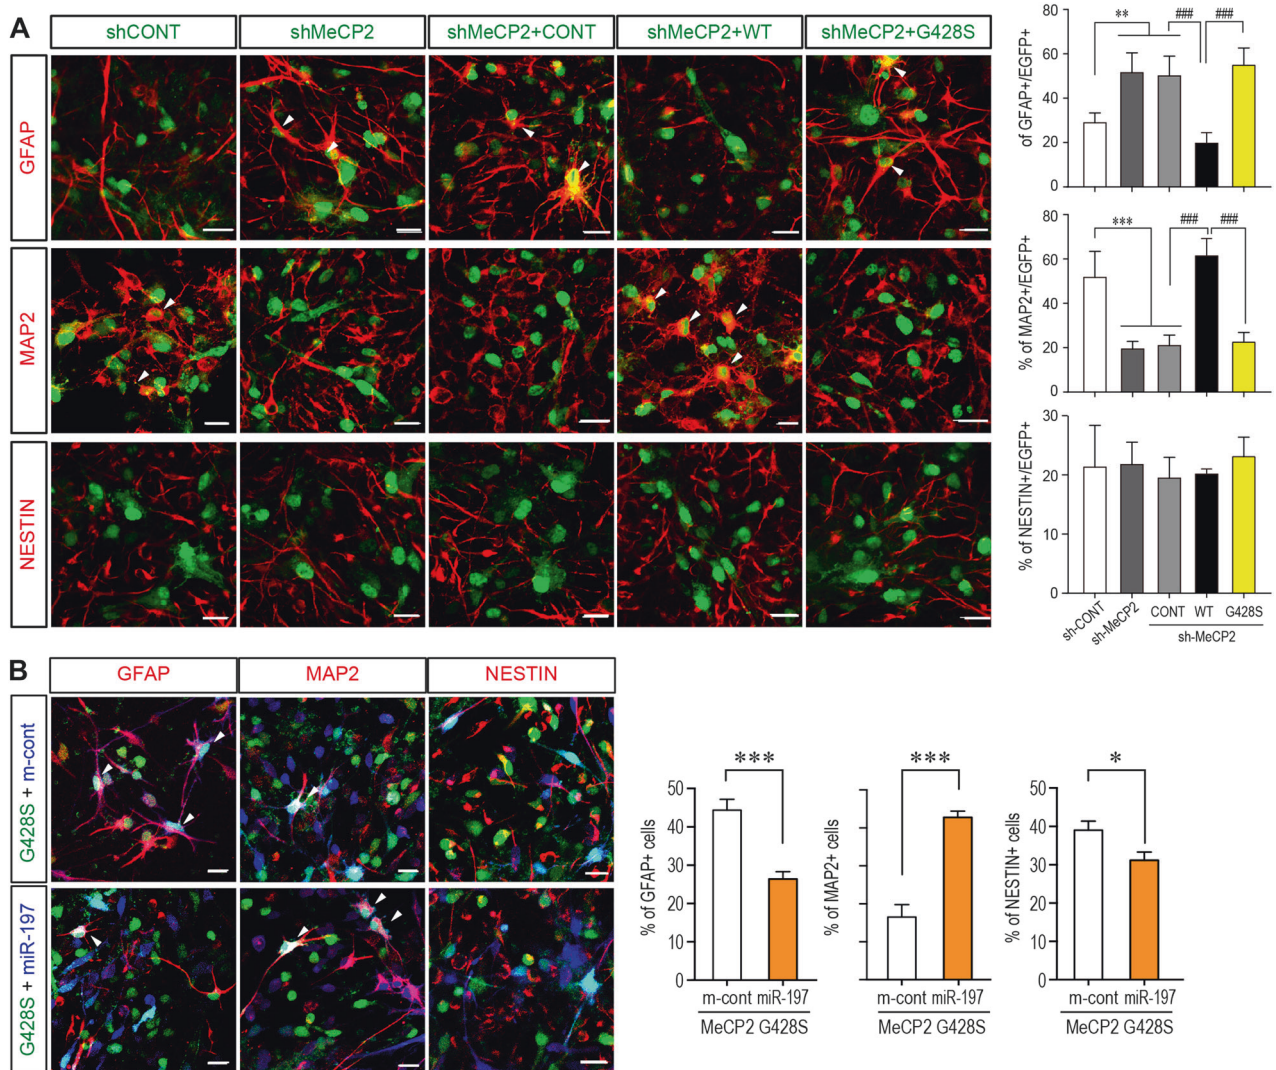 A
shCONT
shMeCP2
shMeCP2+CONT
shMeCP2+WT
shMeCP2+G428S
GFAP
MAP2
NESTIN
80
60
40
20
0
of GFAP+/EGFP+
**
###
###
80
60
40
20
0
% of MAP2+/EGFP+
***
###
###
30
20
10
0
% of NESTIN+/EGFP+
sh-CONT
sh-MeCP2
CONT
WT
G428S
sh-MeCP2
B
GFAP
MAP2
NESTIN
G428S + m-cont
G428S + miR-197
***
50
40
30
20
10
0
% of GFAP+ cells
m-cont miR-197
MeCP2 G428S
***
% of MAP2+ cells
m-cont miR-197
MeCP2 G428S
*
50
40
30
20
10
0
% of NESTIN+ cells
m-cont miR-197
MeCP2 G428S